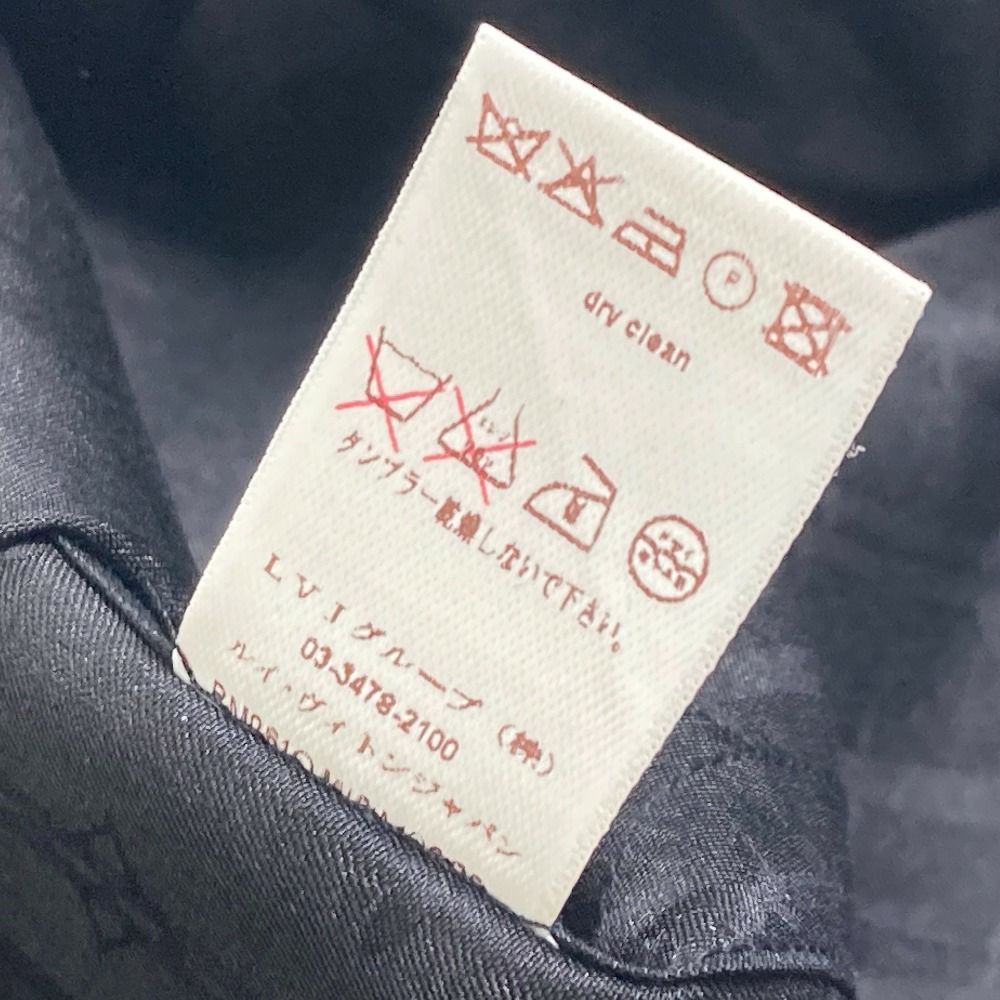 P
dry clean
タンブラー乾燥しないで下さい。
LVJグループ（株）
03-3478-2100
ルイ・ヴィトンジャパン